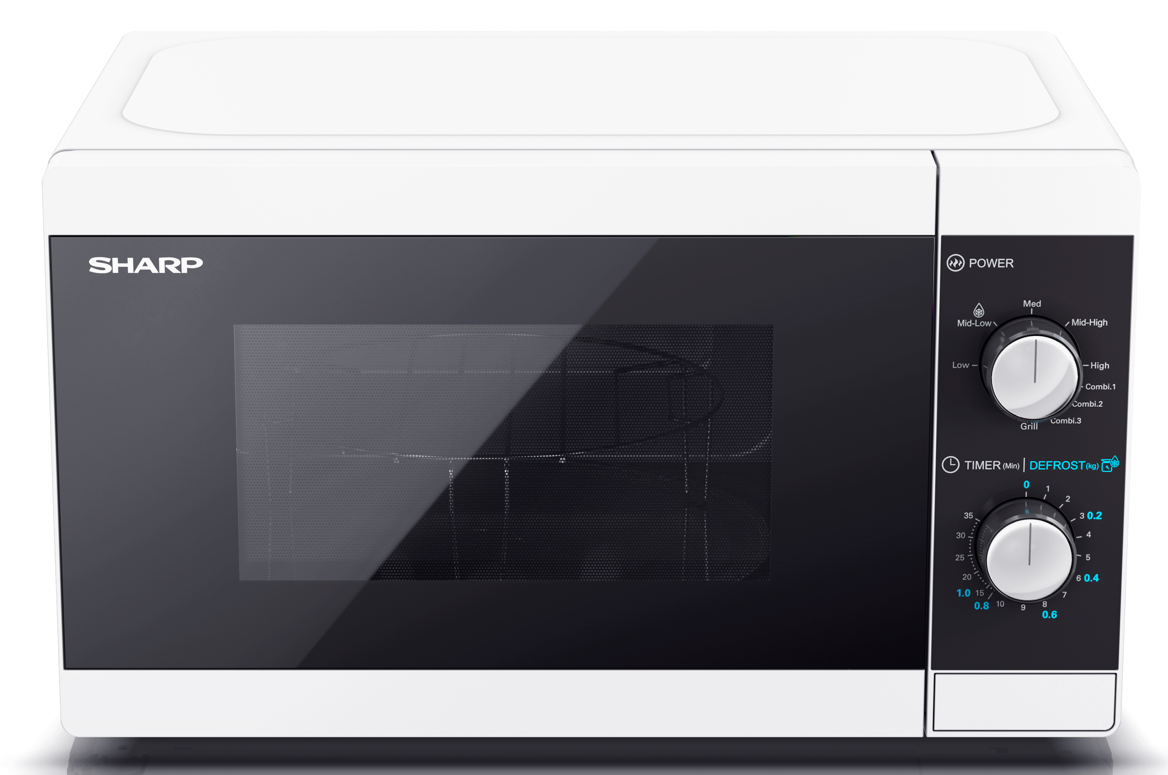 SHARP
POWER
Med
Mid-Low
Mid-High
Low
High
Combi.1
Combi.2
Combi.3
Grill
TIMER (Min) | DEFROST(kg)
0
1
2
35
3 0.2
30
4
25
5
20
6 0.4
1.0 15
7
0.8
10
9
8
0.6